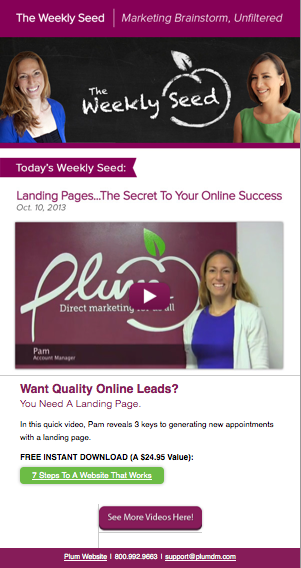 The Weekly Seed | Marketing Brainstorm, Unfiltered
The
Weekly Seed
Today's Weekly Seed:
Landing Pages...The Secret To Your Online Success
Oct. 10, 2013
Plum
Direct marketing for us all
Pam
Account Manager
Want Quality Online Leads?
You Need A Landing Page.
In this quick video, Pam reveals 3 keys to generating new appointments
with a landing page.
FREE INSTANT DOWNLOAD (A $24.95 Value):
7 Steps To A Website That Works
See More Videos Here!
Plum Website | 800.992.9663 | support@plumdm.com